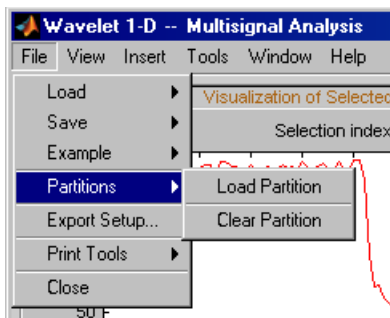 Wavelet 1-D -- Multisignal Analysis
File View Insert Tools Window Help
Load
Visualization of Selected
Save
Selection index
Example
Partitions
Load Partition
Export Setup...
Clear Partition
Print Tools
Close
50